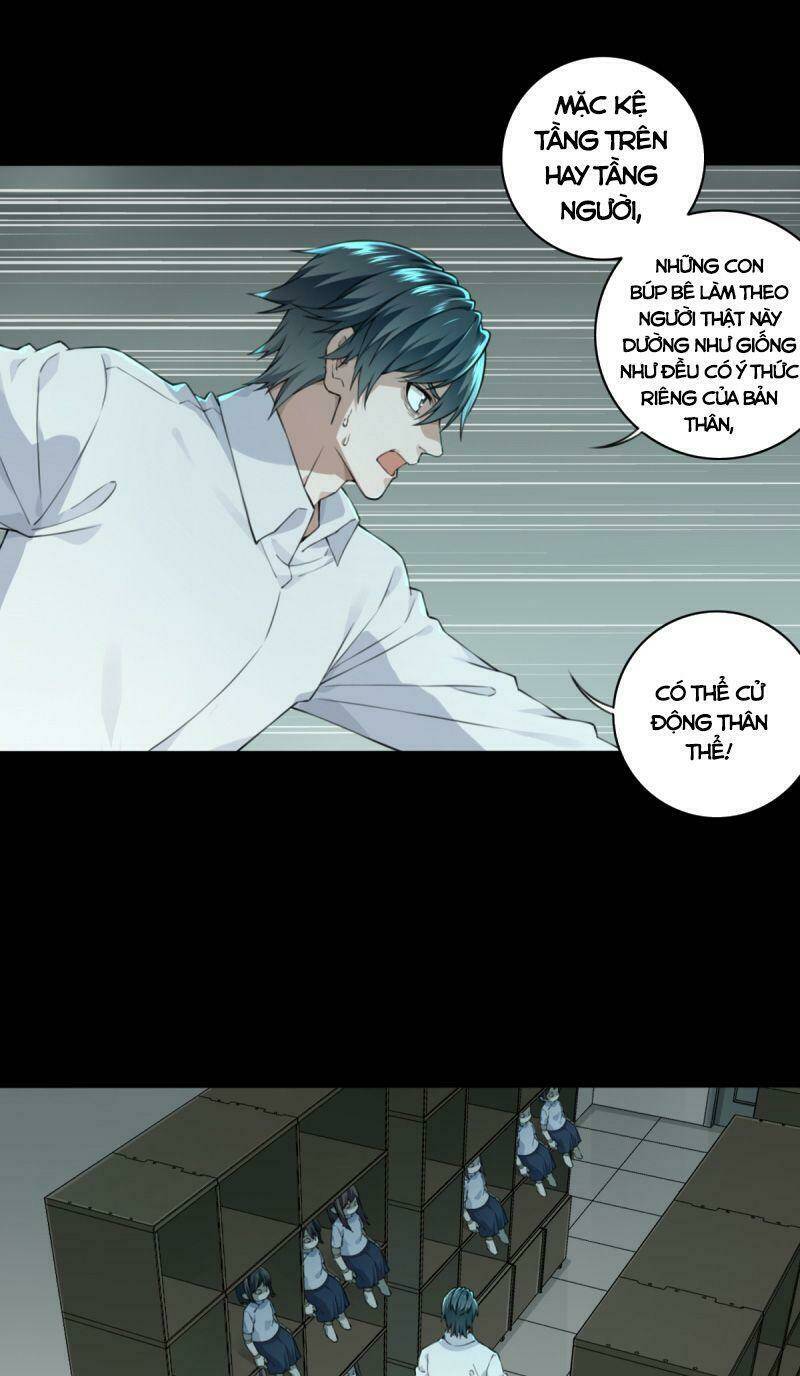 MẶC KỆ
TẦNG TRÊN
HAY TẦNG
NGƯỜI,
NHỮNG CON
BÚP BÊ LÀM THEO
NGƯỜI THẬT NÀY
DƯỜNG NHƯ GIỐNG
NHƯ ĐỀU CÓ Ý THỨC
RIÊNG CỦA BẢN
THÂN,
CÓ THỂ CỬ
ĐỘNG THÂN
THỂ!